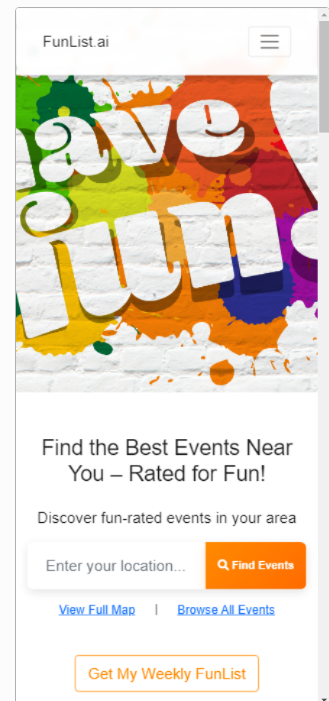 FunList.ai
ave
fun
Find the Best Events Near
You – Rated for Fun!
Discover fun-rated events in your area
Enter your location... Find Events
View Full Map | Browse All Events
Get My Weekly FunList